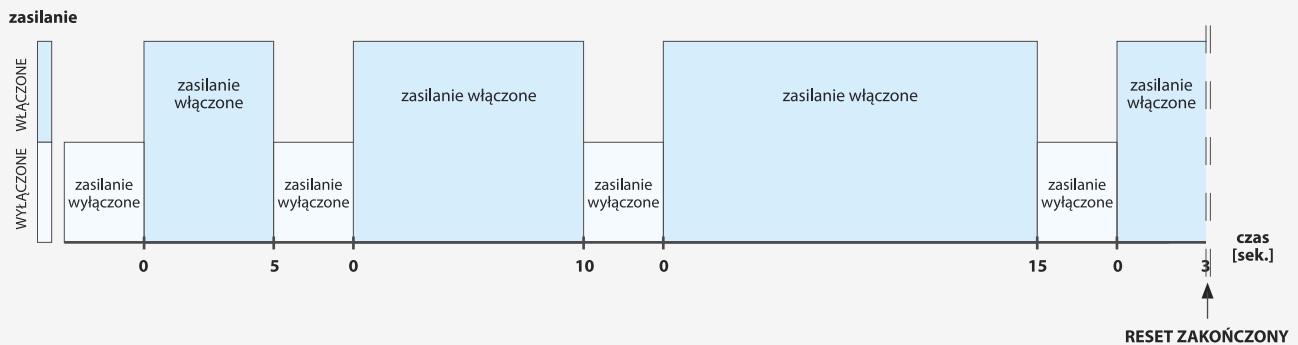 zasilanie
WŁĄCZONE
WYŁĄCZONE
zasilanie
wyłączone
zasilanie
włączone
zasilanie
wyłączone
zasilanie włączone
zasilanie
wyłączone
zasilanie włączone
zasilanie
wyłączone
zasilanie
włączone
0 5 0 10 0 15 0 3
czas
[sek.]
RESET ZAKOŃCZONY